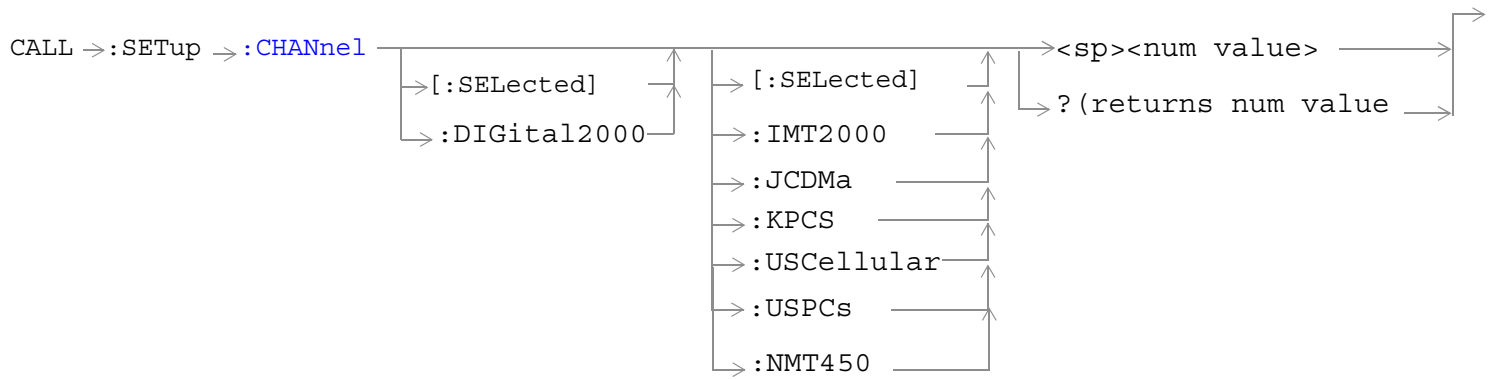 CALL :SETup :CHANnel <sp><num value>
[:SELected] [:SELected] ?(returns num value
:DIGital2000 :IMT2000
:JCDMa
:KPCS
:USCellular
:USPCs
:NMT450